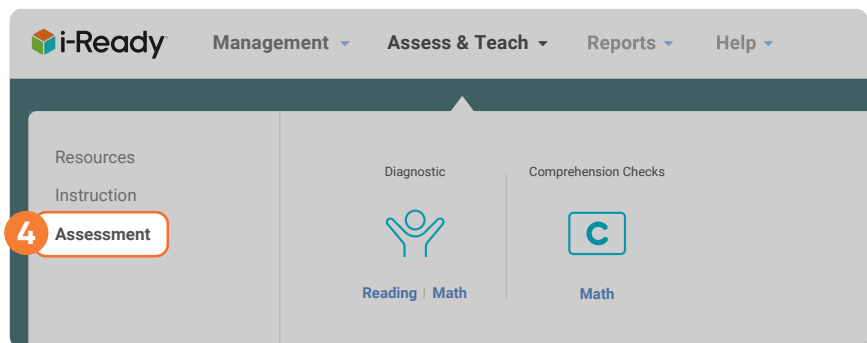 i-Ready Management Assess & Teach Reports Help
Resources
Instruction
4 Assessment
Diagnostic
Reading | Math
Comprehension Checks
C
Math